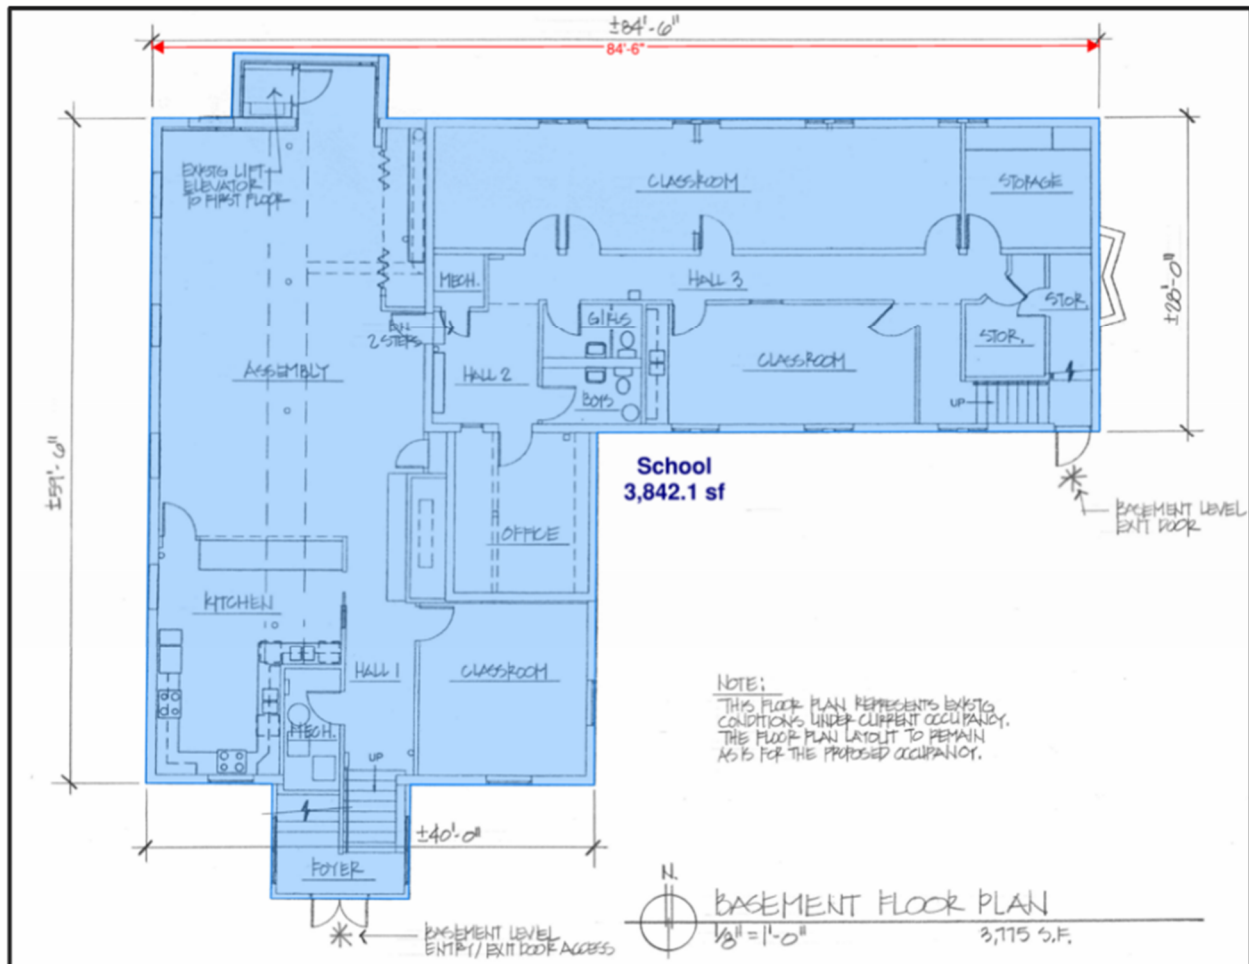 ±84'-6"
84'-6"
EXIST'G LIFT
ELEVATOR
TO FIRST FLOOR
CLASSROOM
STORAGE
MECH.
HALL 3
STOR.
±28'-0"
DN
2 STEPS
GIRLS
STOR.
ASSEMBLY
HALL 2
CLASSROOM
BOYS
UP
±59'-6"
School
3,842.1 sf
BASEMENT LEVEL
EXIT DOOR
OFFICE
KITCHEN
HALL 1
CLASSROOM
MECH.
UP
NOTE:
THIS FLOOR PLAN REPRESENTS EXIST'G
CONDITIONS UNDER CURRENT OCCUPANCY.
THE FLOOR PLAN LAYOUT TO REMAIN
AS IS FOR THE PROPOSED OCCUPANCY.
±40'-0"
FOYER
N.
BASEMENT FLOOR PLAN
1/8"=1'-0"
3,775 S.F.
BASEMENT LEVEL
ENTRY/EXIT DOOR ACCESS